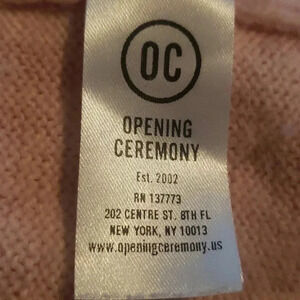 OC
OPENING
CEREMONY
Est. 2002
RN 137773
202 CENTRE ST. 8TH FL
NEW YORK, NY 10013
www.openingceremony.us